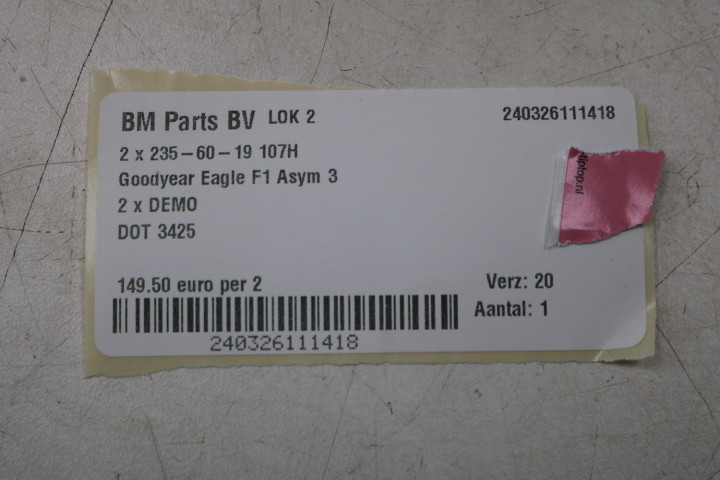 BM Parts BV LOK 2
240326111418
2 x 235-60-19 107H
Goodyear Eagle F1 Asym 3
2 x DEMO
DOT 3425
149.50 euro per 2
Verz: 20
Aantal: 1
240326111418